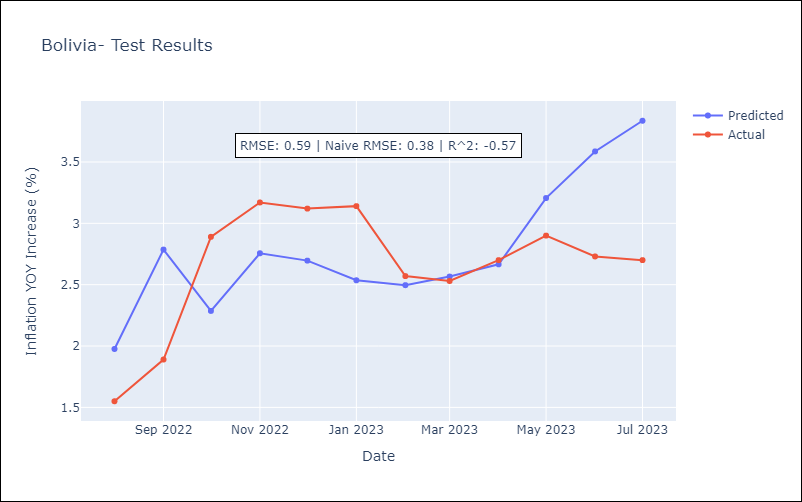 Bolivia- Test Results
Predicted
Actual
RMSE: 0.59 | Naive RMSE: 0.38 | R^2: -0.57
Inflation YOY Increase (%)
3.5
3
2.5
2
1.5
Sep 2022
Nov 2022
Jan 2023
Mar 2023
May 2023
Jul 2023
Date